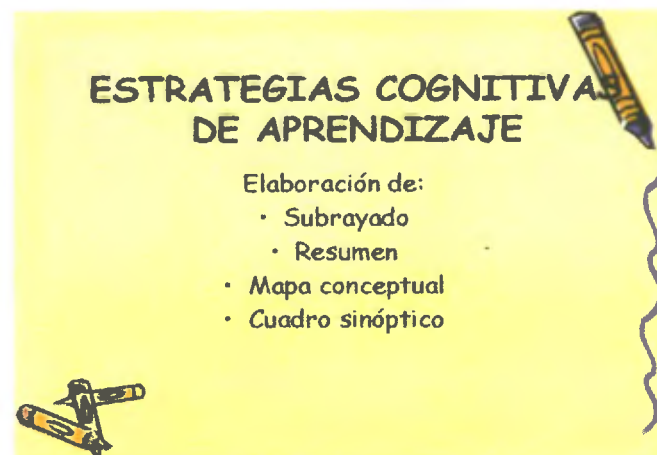 ESTRATEGIAS COGNITIVAS
DE APRENDIZAJE
Elaboración de:
• Subrayado
• Resumen
• Mapa conceptual
• Cuadro sinóptico